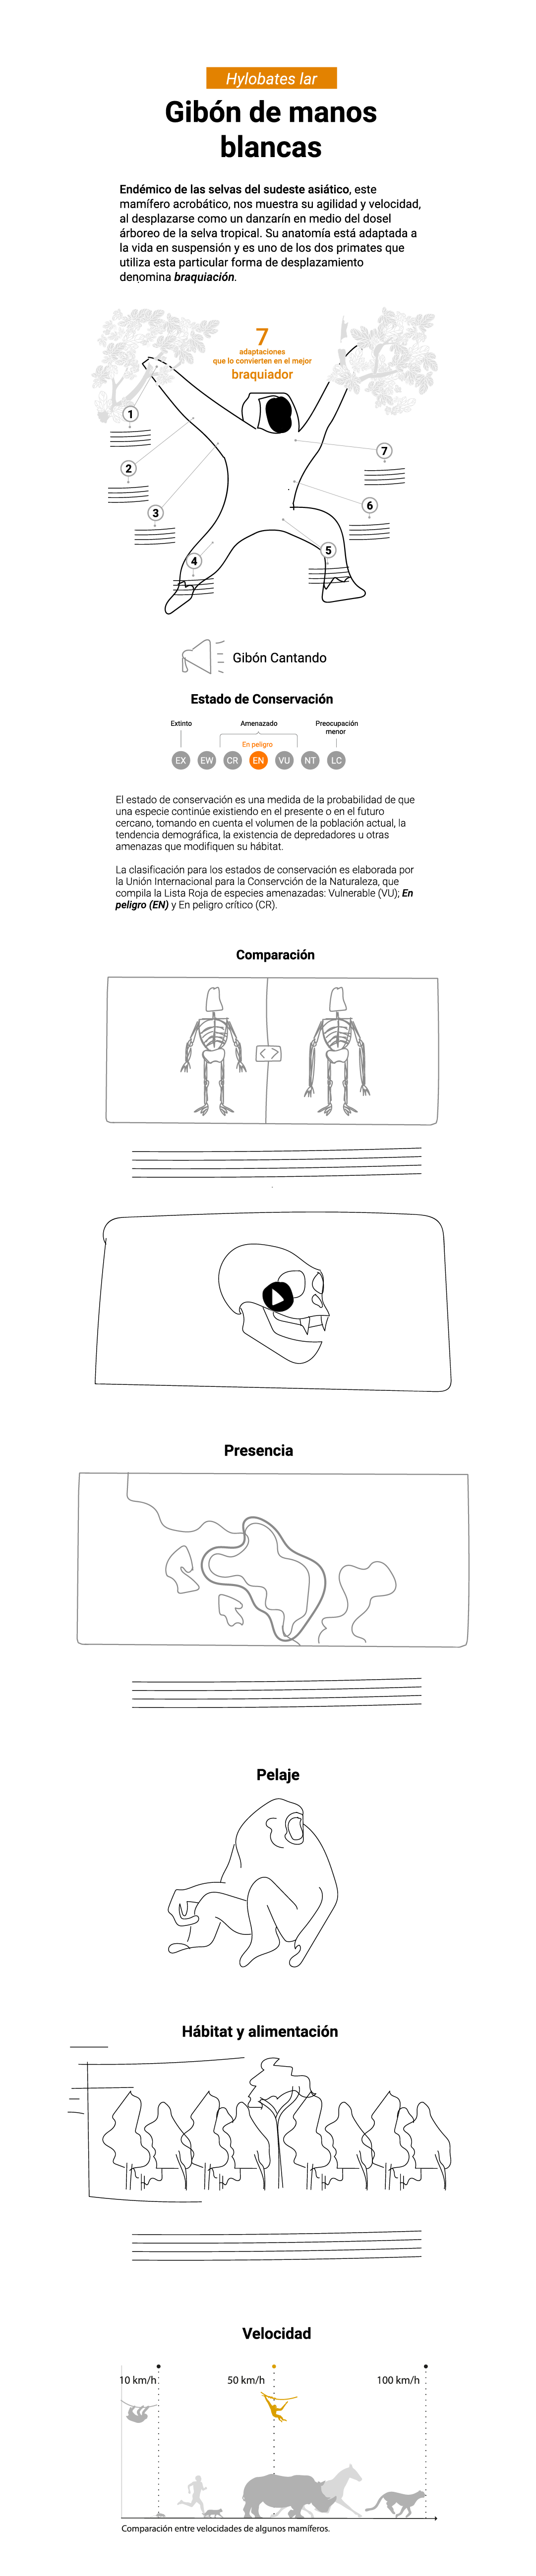 Hylobates lar
Gibón de manos
blancas
Endémico de las selvas del sudeste asiático, este
mamífero acrobático, nos muestra su agilidad y velocidad,
al desplazarse como un danzarín en medio del dosel
árboreo de la selva tropical. Su anatomía está adaptada a
la vida en suspensión y es uno de los dos primates que
utiliza esta particular forma de desplazamiento
denomina braquiación.
7
adaptaciones
que lo convierten en el mejor
braquiador
1
2
3
4
5
6
7
Gibón Cantando
Estado de Conservación
Extinto Amenazado Preocupación
menor
En peligro
EX EW CR EN VU NT LC
El estado de conservación es una medida de la probabilidad de que
una especie continúe existiendo en el presente o en el futuro
cercano, tomando en cuenta el volumen de la población actual, la
tendencia demográfica, la existencia de depredadores u otras
amenazas que modifiquen su hábitat.
La clasificación para los estados de conservación es elaborada por
la Unión Internacional para la Conservción de la Naturaleza, que
compila la Lista Roja de especies amenazadas: Vulnerable (VU); En
peligro (EN) y En peligro crítico (CR).
Comparación
Presencia
Pelaje
Hábitat y alimentación
Velocidad
10 km/h 50 km/h 100 km/h
Comparación entre velocidades de algunos mamíferos.